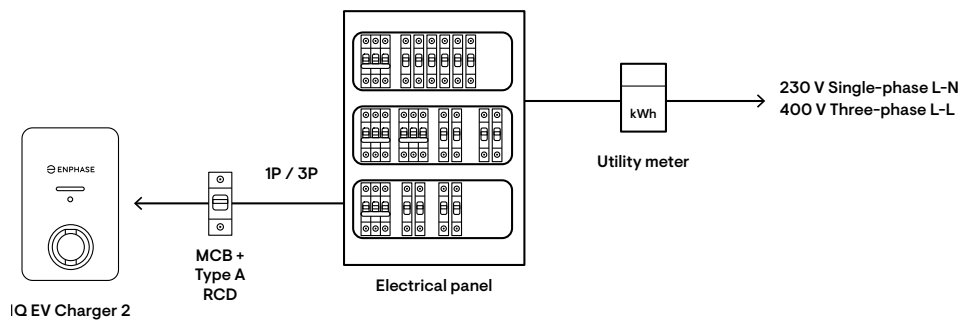 230 V Single-phase L-N
400 V Three-phase L-L
kWh
Utility meter
ENPHASE
1P / 3P
MCB +
Type A
RCD
Electrical panel
IQ EV Charger 2